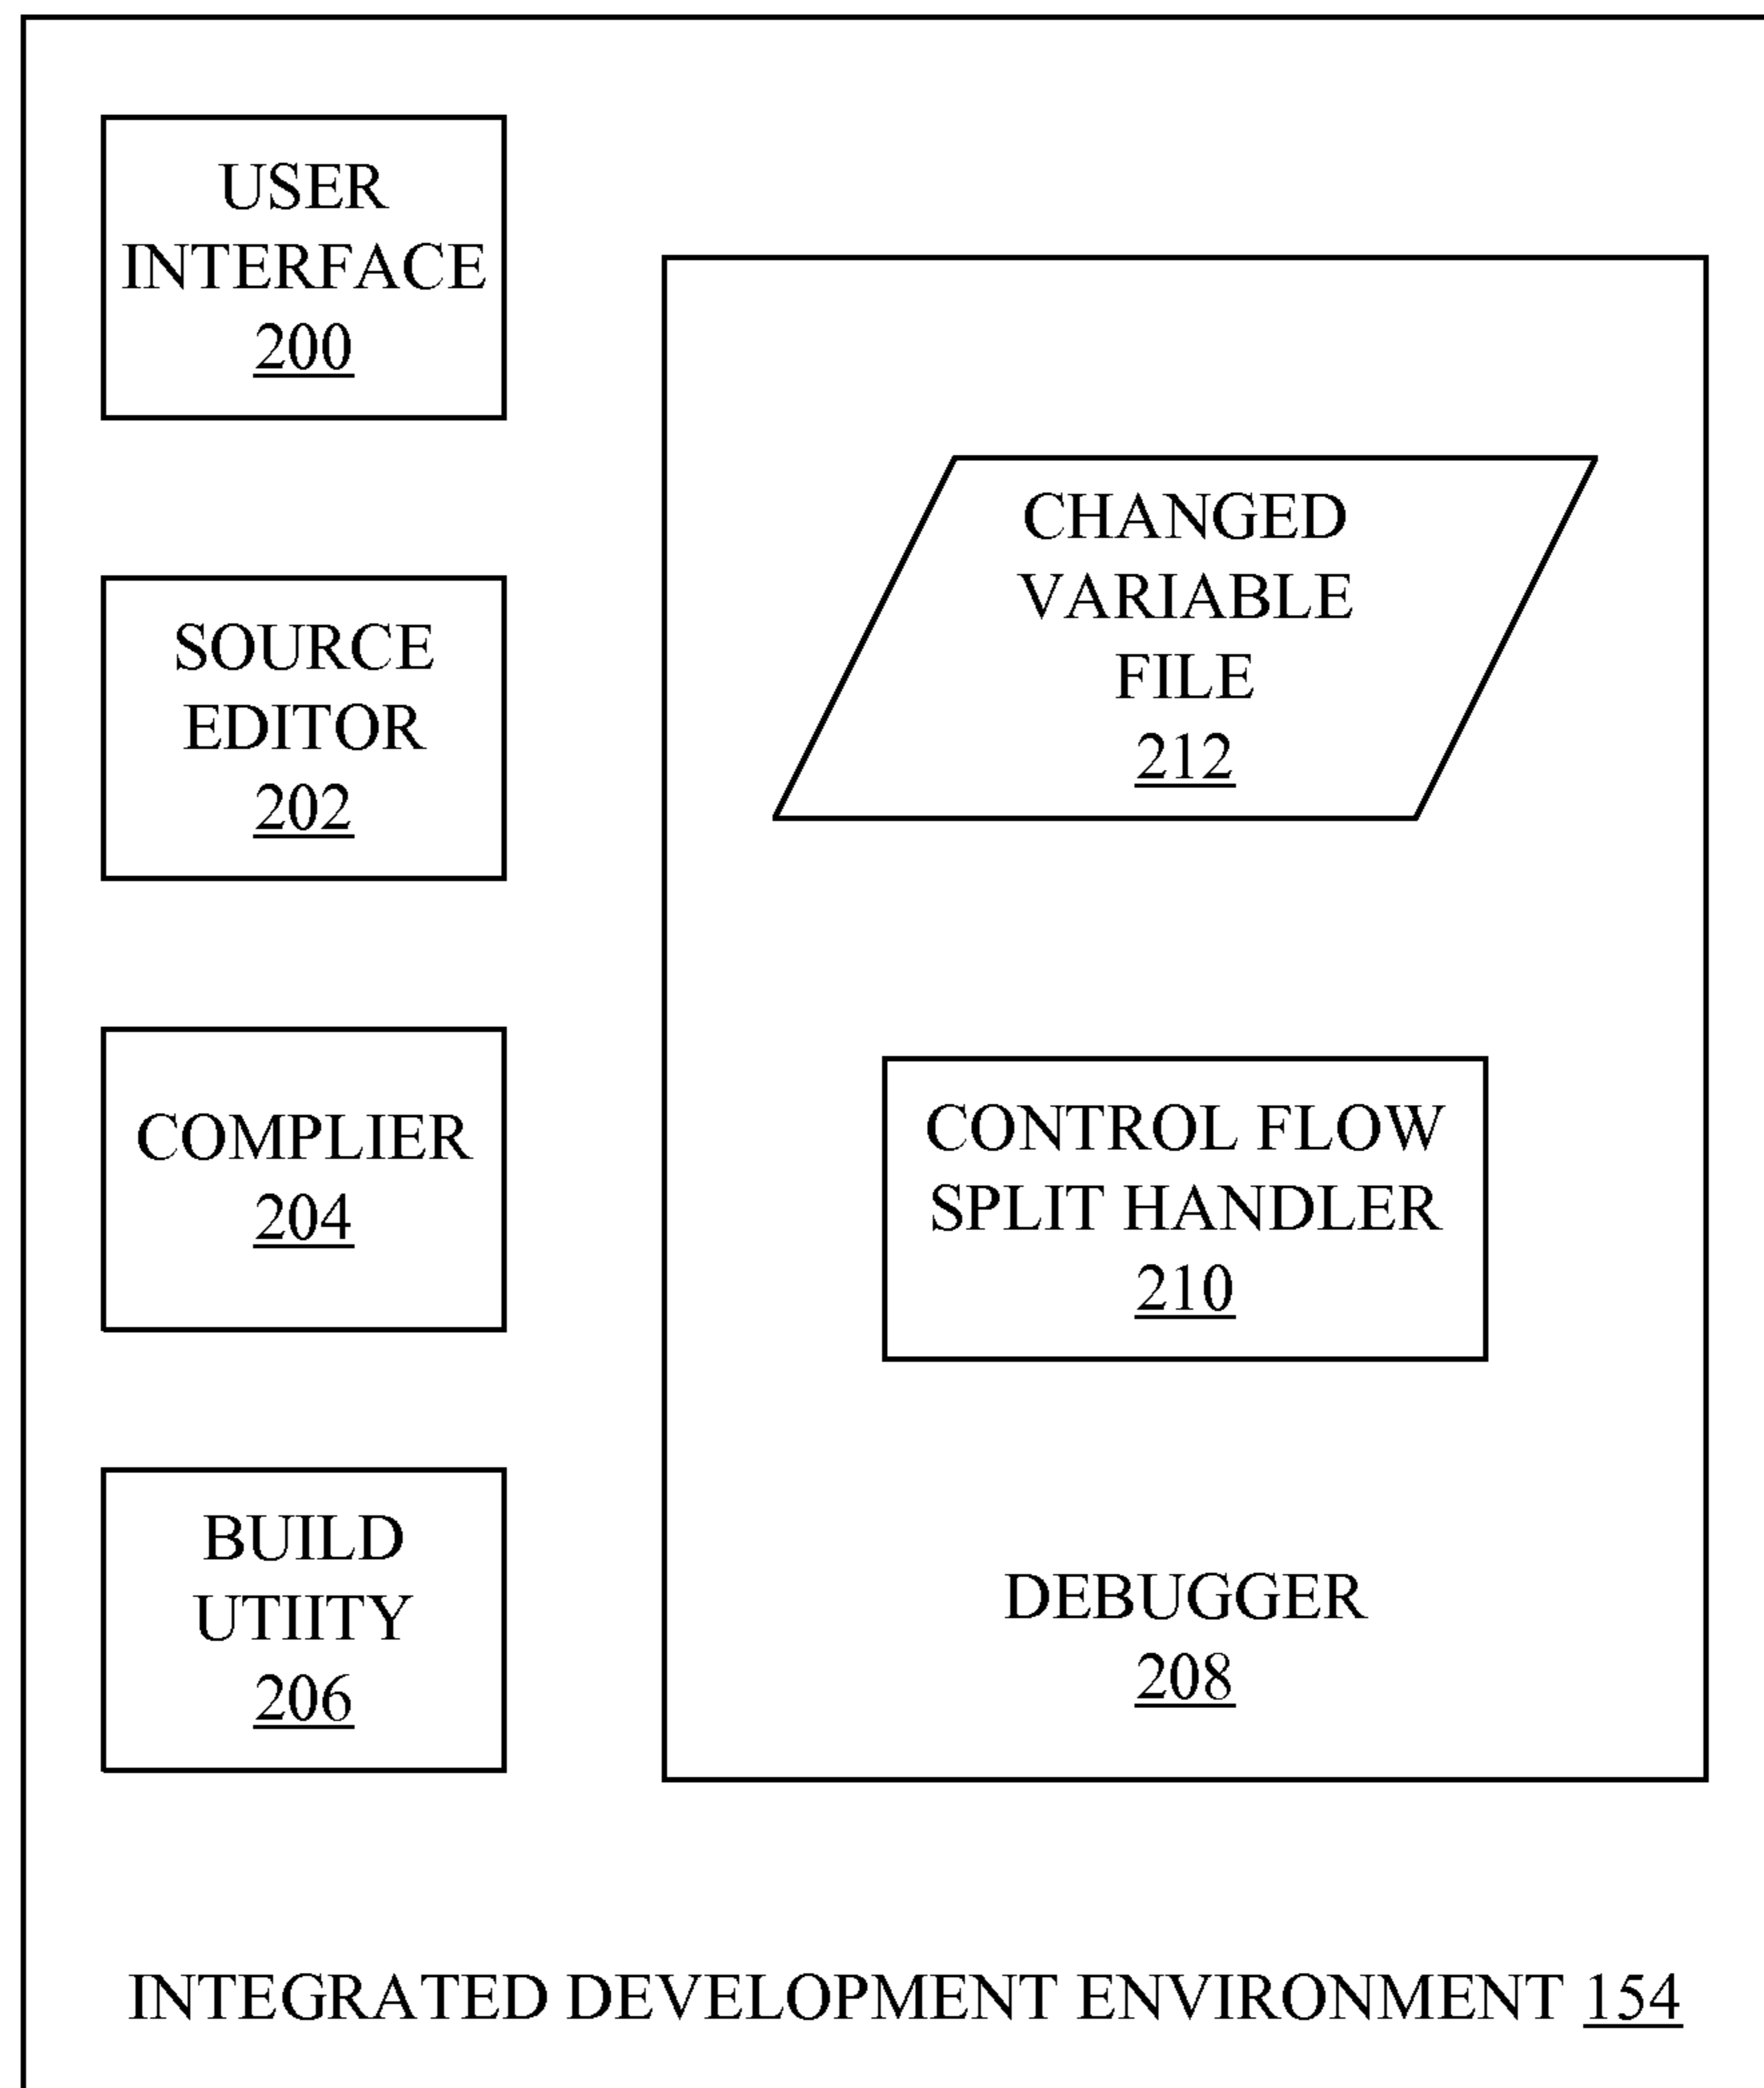 USER
INTERFACE
200
SOURCE
EDITOR
202
COMPLIER
204
BUILD
UTIITY
206
CHANGED
VARIABLE
FILE
212
CONTROL FLOW
SPLIT HANDLER
210
DEBUGGER
208
INTEGRATED DEVELOPMENT ENVIRONMENT 154